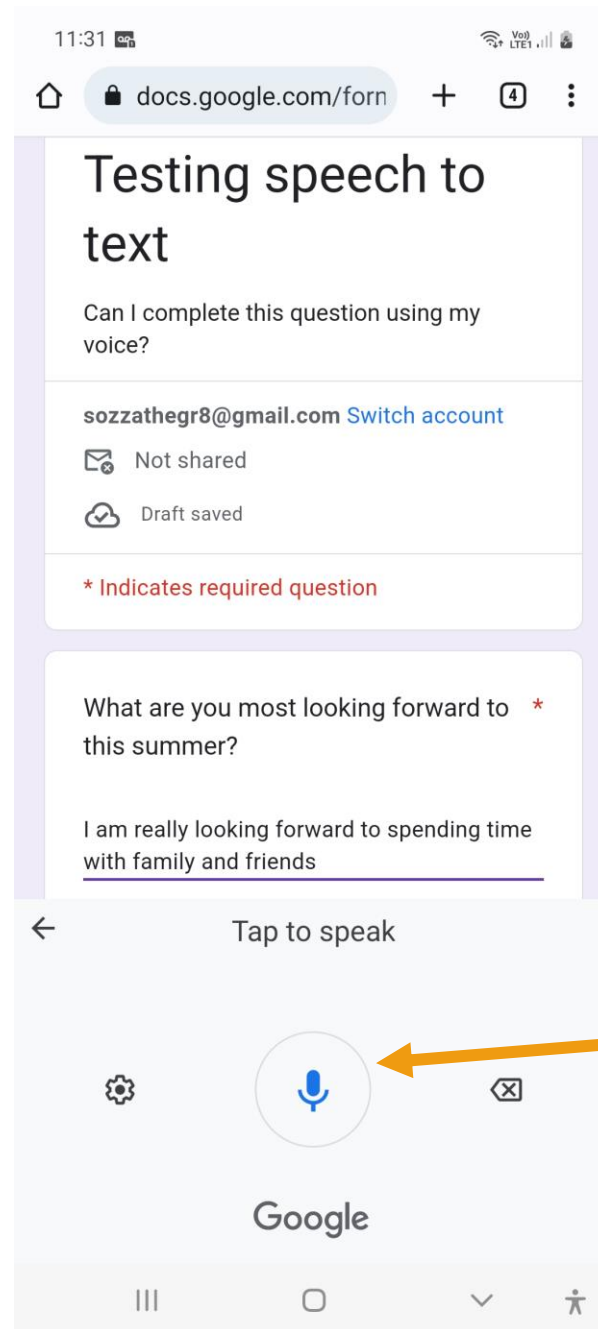 11:31
Vo))
LTE1
docs.google.com/forn
4
Testing speech to
text
Can I complete this question using my
voice?
sozzathegr8@gmail.com Switch account
Not shared
Draft saved
* Indicates required question
What are you most looking forward to *
this summer?
I am really looking forward to spending time
with family and friends
Tap to speak
Google